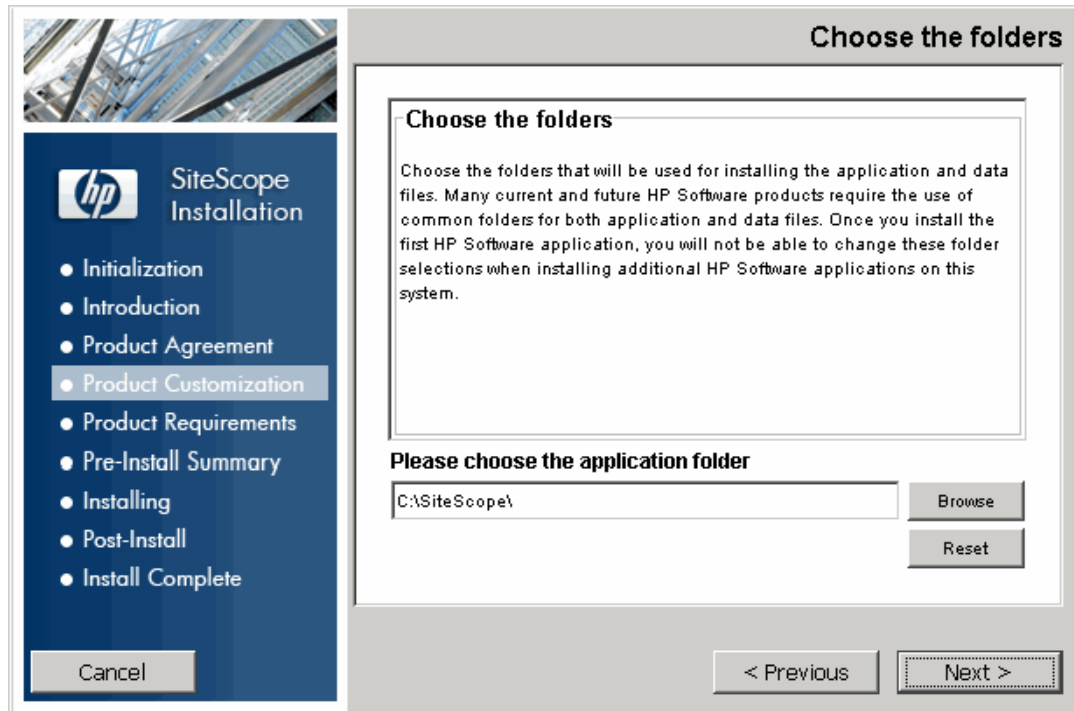 Choose the folders
hp
SiteScope
Installation
Initialization
Introduction
Product Agreement
Product Customization
Product Requirements
Pre-Install Summary
Installing
Post-Install
Install Complete
Cancel
Choose the folders
Choose the folders that will be used for installing the application and data
files. Many current and future HP Software products require the use of
common folders for both application and data files. Once you install the
first HP Software application, you will not be able to change these folder
selections when installing additional HP Software applications on this
system.
Please choose the application folder
C:\SiteScope\
Browse
Reset
< Previous
Next >